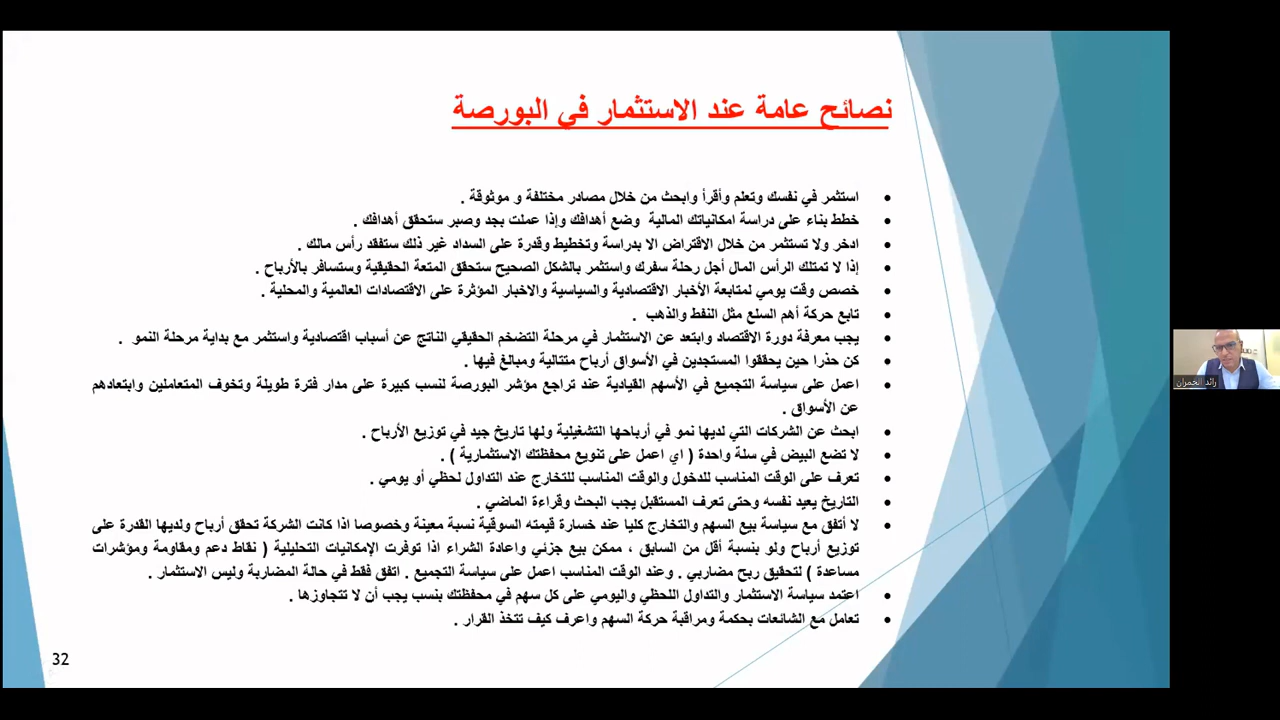 نصائح عامة عند الاستثمار في البورصة
• استثمر في نفسك وتعلم وأقرأ وابحث من خلال مصادر مختلفة و موثوقة .
• خطط بناء على دراسة امكانياتك المالية وضع أهدافك وإذا عملت بجد وصبر ستحقق أهدافك .
• ادخر ولا تستثمر من خلال الاقتراض الا بدراسة وتخطيط وقدرة على السداد غير ذلك ستفقد رأس مالك .
• إذا لا تمتلك الرأس المال أجل رحلة سفرك واستثمر بالشكل الصحيح ستحقق المتعة الحقيقية وستسافر بالأرباح .
• خصص وقت يومي لمتابعة الأخبار الاقتصادية والسياسية والاخبار المؤثرة على الاقتصادات العالمية والمحلية .
• تابع حركة أهم السلع مثل النفط والذهب .
• يجب معرفة دورة الاقتصاد وابتعد عن الاستثمار في مرحلة التضخم الحقيقي الناتج عن أسباب اقتصادية واستثمر مع بداية مرحلة النمو .
• كن حذرا حين يحققوا المستجدين في الأسواق أرباح متتالية ومبالغ فيها .
• اعمل على سياسة التجميع في الأسهم القيادية عند تراجع مؤشر البورصة لنسب كبيرة على مدار فترة طويلة وتخوف المتعاملين وابتعادهم
عن الأسواق .
• ابحث عن الشركات التي لديها نمو في أرباحها التشغيلية ولها تاريخ جيد في توزيع الأرباح .
• لا تضع البيض في سلة واحدة ( اي اعمل على تنويع محفظتك الاستثمارية ) .
• تعرف على الوقت المناسب للدخول والوقت المناسب للتخارج عند التداول لحظي أو يومي .
• التاريخ يعيد نفسه وحتى تعرف المستقبل يجب البحث وقراءة الماضي .
• لا أتفق مع سياسة بيع السهم والتخارج كليا عند خسارة قيمته السوقية نسبة معينة وخصوصا اذا كانت الشركة تحقق أرباح ولديها القدرة على
توزيع أرباح ولو بنسبة أقل من السابق ، ممكن بيع جزئي واعادة الشراء اذا توفرت الإمكانيات التحليلية ( نقاط دعم ومقاومة ومؤشرات
مساعدة ) لتحقيق ربح مضاربي . وعند الوقت المناسب اعمل على سياسة التجميع . اتفق فقط في حالة المضاربة وليس الاستثمار .
• اعتمد سياسة الاستثمار والتداول اللحظي واليومي على كل سهم في محفظتك بنسب يجب أن لا تتجاوزها .
• تعامل مع الشائعات بحكمة ومراقبة حركة السهم واعرف كيف تتخذ القرار .
32
رائد الخمران